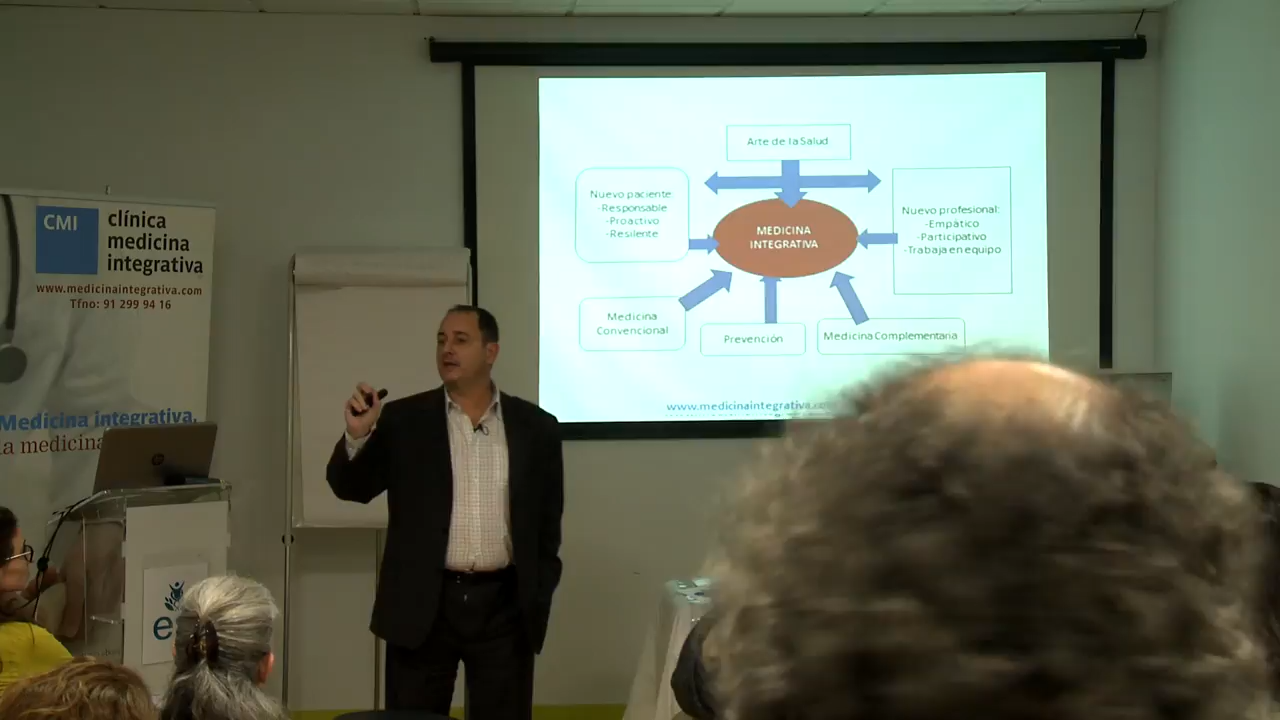 CMI
clínica
medicina
integrativa
www.medicinaintegrativa.com
Tfno: 91 299 94 16
Medicina integrativa,
la medicina
Arte de la Salud
Nuevo paciente:
-Responsable
-Proactivo
-Resilente
MEDICINA
INTEGRATIVA
Nuevo profesional:
-Empático
-Participativo
-Trabaja en equipo
Medicina
Convencional
Prevención
Medicina Complementaria
www.medicinaintegrativa.com